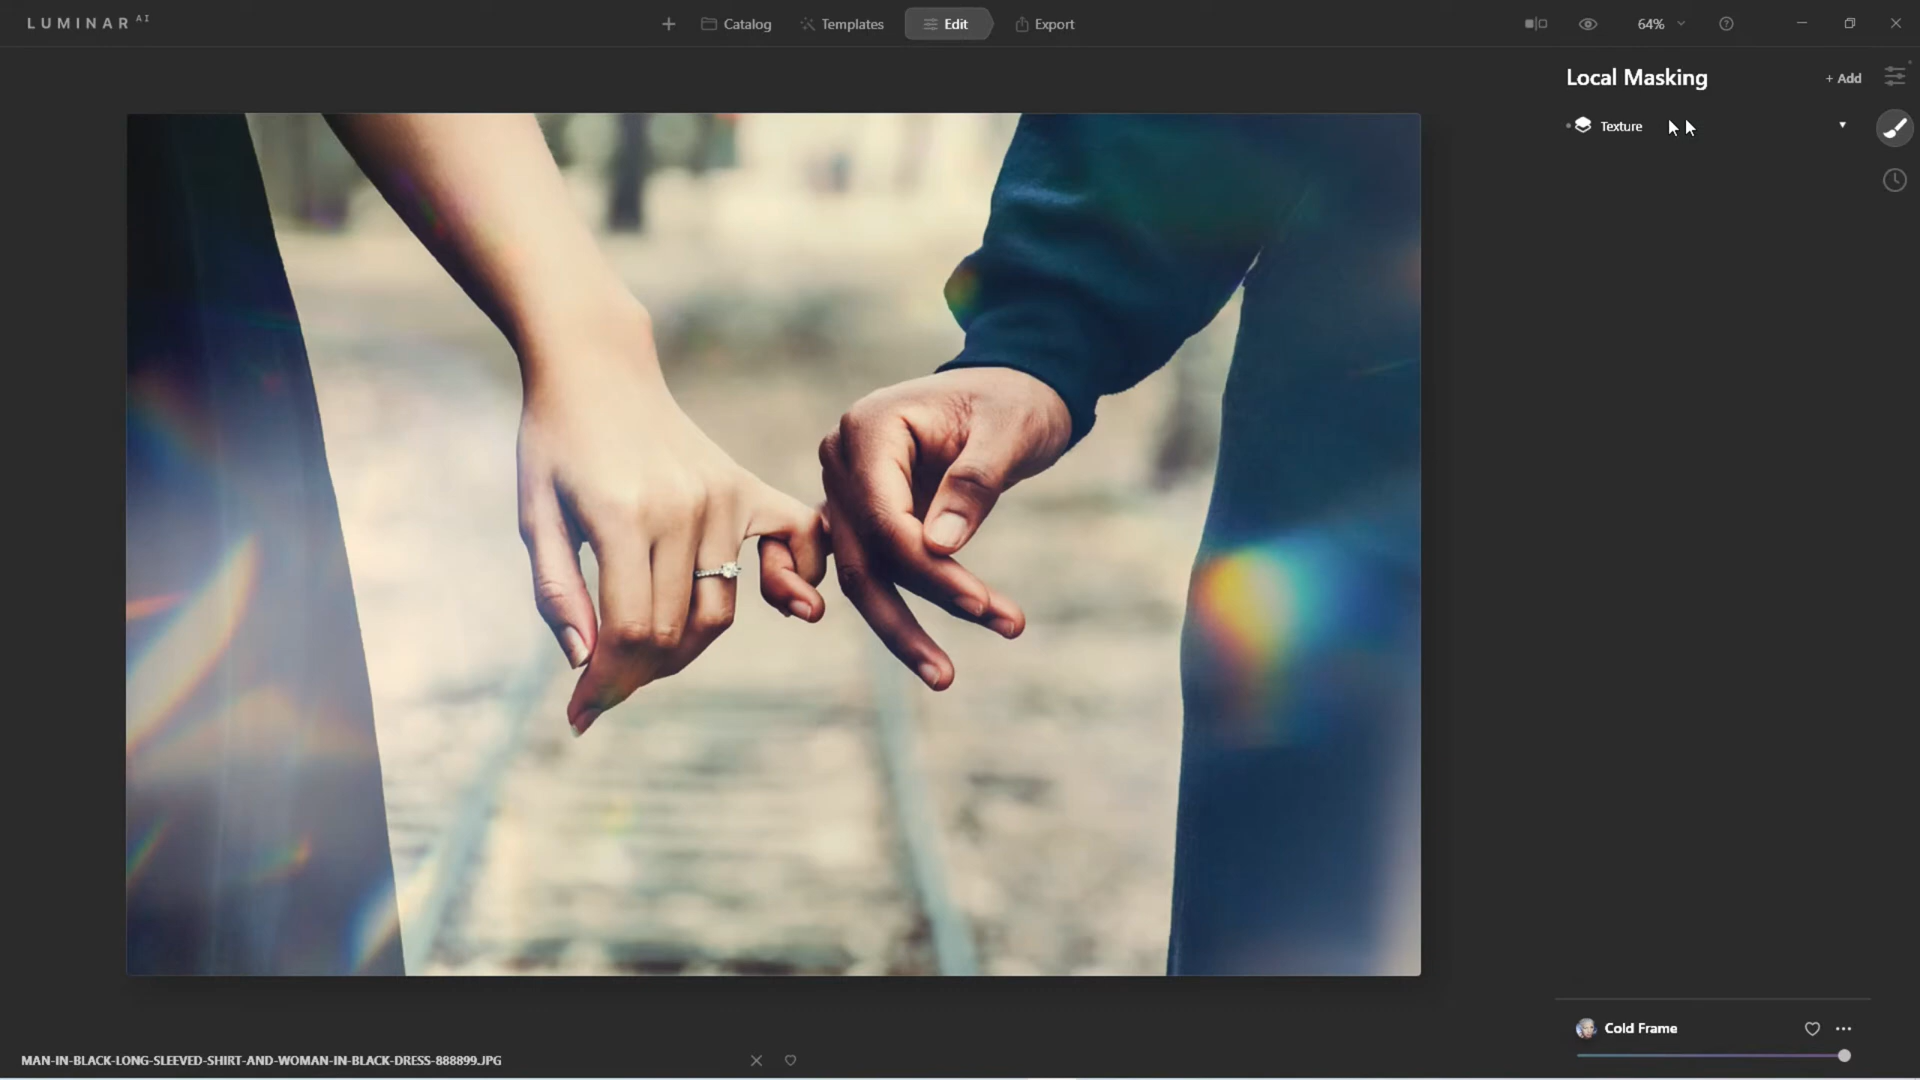 LUMINAR AI
+ Catalog Templates Edit Export 64%
Local Masking + Add
Texture
Cold Frame
MAN-IN-BLACK-LONG-SLEEVED-SHIRT-AND-WOMAN-IN-BLACK-DRESS-888899.JPG